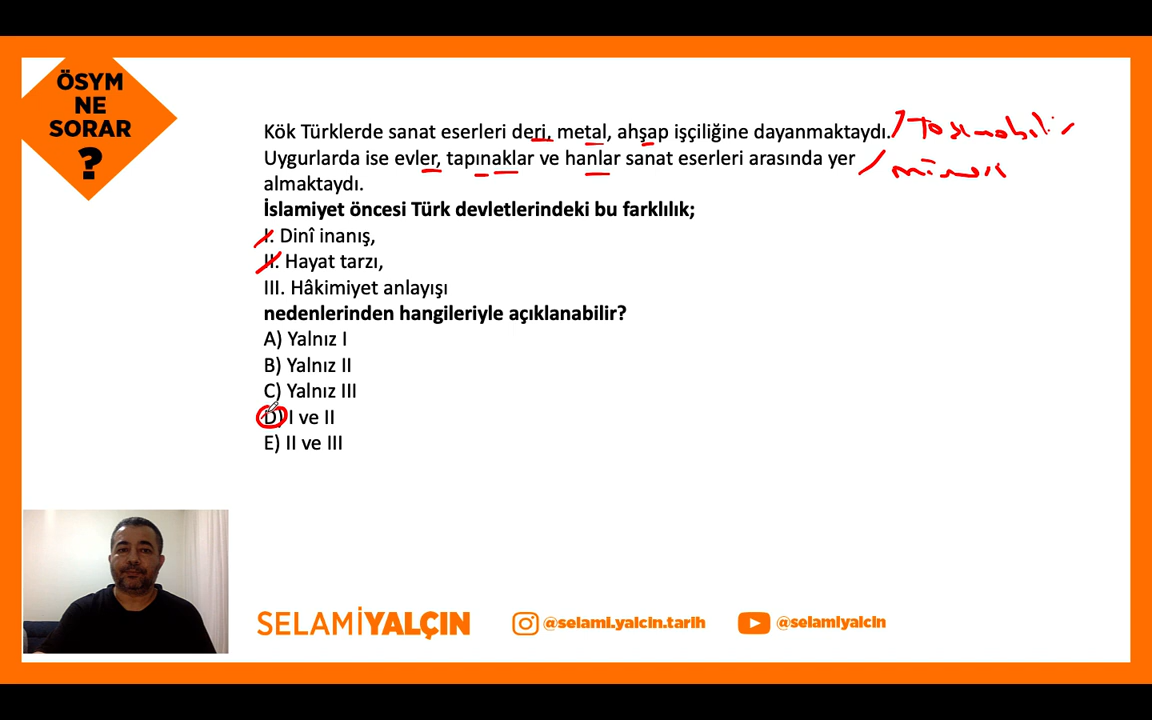 ÖSYM
NE
SORAR
?
Kök Türklerde sanat eserleri deri, metal, ahşap işçiliğine dayanmaktaydı.
Uygurlarda ise evler, tapınaklar ve hanlar sanat eserleri arasında yer
almaktaydı.
İslamiyet öncesi Türk devletlerindeki bu farklılık;
I. Dinî inanış,
II. Hayat tarzı,
III. Hâkimiyet anlayışı
nedenlerinden hangileriyle açıklanabilir?
A) Yalnız I
B) Yalnız II
C) Yalnız III
D) I ve II
E) II ve III
SELAMİYALÇIN
@selami.yalcin.tarih
@selamiyalcin